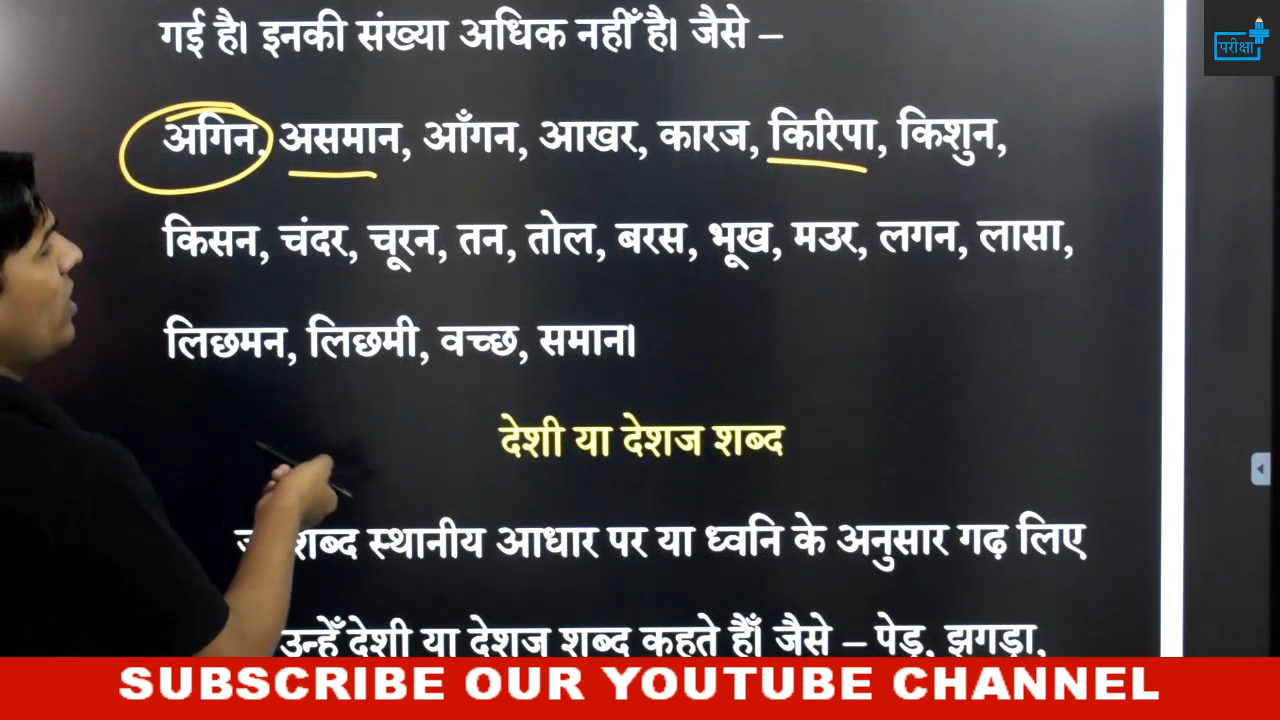 गई है। इनकी संख्या अधिक नहीँ है। जैसे –
परीक्षा
अगिन, असमान, आँगन, आखर, कारज, किरिपा, किशुन,
किसन, चंदर, चूरन, तन, तोल, बरस, भूख, मउर, लगन, लासा,
लिछमन, लिछमी, वच्छ, समान।
देशी या देशज शब्द
शब्द स्थानीय आधार पर या ध्वनि के अनुसार गढ़ लिए
उन्हेँ देशी या देशज शब्द कहते हैँ। जैसे – पेड़, झगड़ा,
SUBSCRIBE OUR YOUTUBE CHANNEL